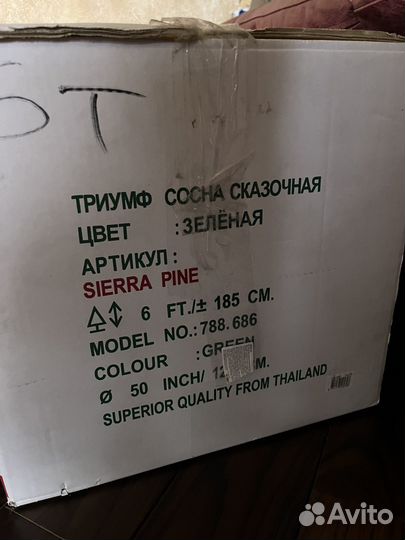 БТ
ТРИУМФ СОСНА СКАЗОЧНАЯ
ЦВЕТ :ЗЕЛЁНАЯ
АРТИКУЛ :
SIERRA PINE
6 FT./± 185 CM.
MODEL NO.:788.686
COLOUR :GREEN
Ø 50 INCH/
SUPERIOR QUALITY FROM THAILAND
Avito